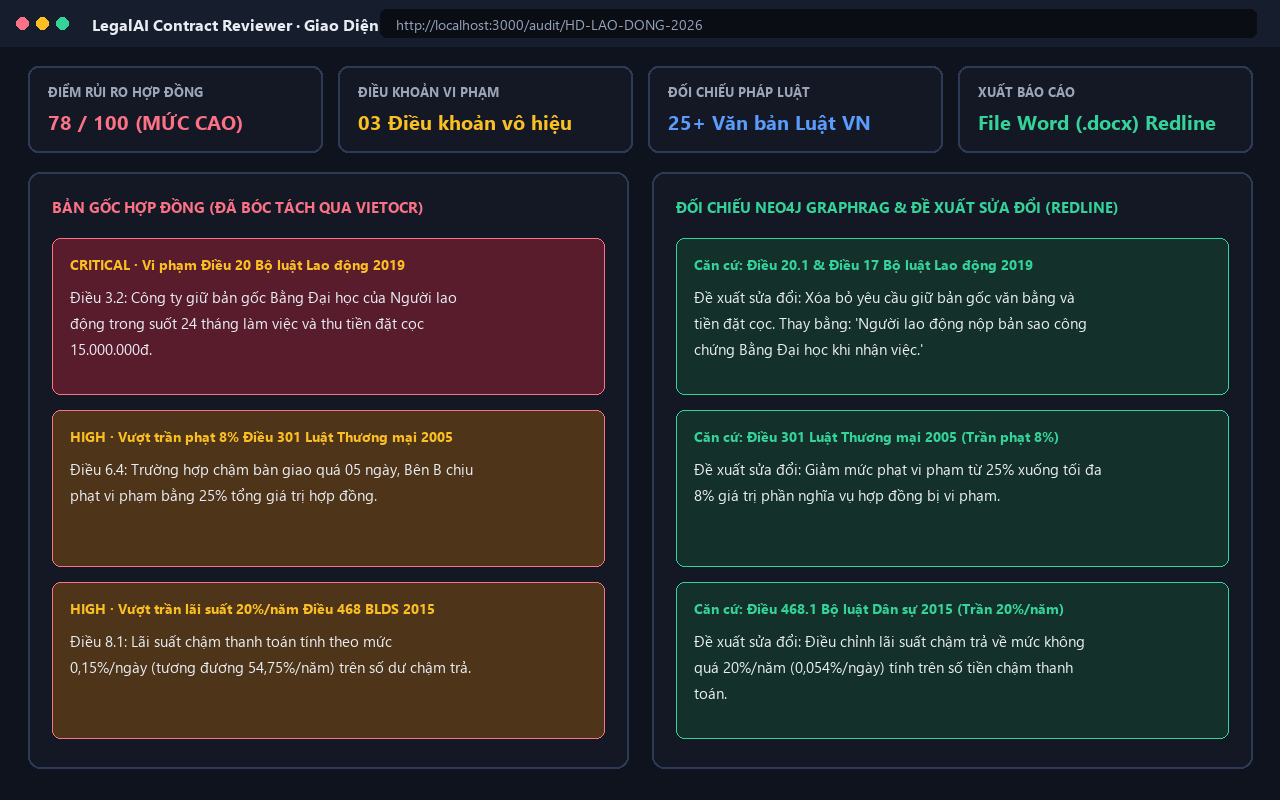 LegalAI Contract Reviewer · Giao Diện
http://localhost:3000/audit/HD-LAO-DONG-2026
ĐIỂM RỦI RO HỢP ĐỒNG
78 / 100 (MỨC CAO)
ĐIỀU KHOẢN VI PHẠM
03 Điều khoản vô hiệu
ĐỐI CHIẾU PHÁP LUẬT
25+ Văn bản Luật VN
XUẤT BÁO CÁO
File Word (.docx) Redline
BẢN GỐC HỢP ĐỒNG (ĐÃ BÓC TÁCH QUA VIETOCR)
CRITICAL · Vi phạm Điều 20 Bộ luật Lao động 2019
Điều 3.2: Công ty giữ bản gốc Bằng Đại học của Người lao
động trong suốt 24 tháng làm việc và thu tiền đặt cọc
15.000.000đ.
HIGH · Vượt trần phạt 8% Điều 301 Luật Thương mại 2005
Điều 6.4: Trường hợp chậm bàn giao quá 05 ngày, Bên B chịu
phạt vi phạm bằng 25% tổng giá trị hợp đồng.
HIGH · Vượt trần lãi suất 20%/năm Điều 468 BLDS 2015
Điều 8.1: Lãi suất chậm thanh toán tính theo mức
0,15%/ngày (tương đương 54,75%/năm) trên số dư chậm trả.
ĐỐI CHIẾU NEO4J GRAPHRAG & ĐỀ XUẤT SỬA ĐỔI (REDLINE)
Căn cứ: Điều 20.1 & Điều 17 Bộ luật Lao động 2019
Đề xuất sửa đổi: Xóa bỏ yêu cầu giữ bản gốc văn bằng và
tiền đặt cọc. Thay bằng: 'Người lao động nộp bản sao công
chứng Bằng Đại học khi nhận việc.'
Căn cứ: Điều 301 Luật Thương mại 2005 (Trần phạt 8%)
Đề xuất sửa đổi: Giảm mức phạt vi phạm từ 25% xuống tối đa
8% giá trị phần nghĩa vụ hợp đồng bị vi phạm.
Căn cứ: Điều 468.1 Bộ luật Dân sự 2015 (Trần 20%/năm)
Đề xuất sửa đổi: Điều chỉnh lãi suất chậm trả về mức không
quá 20%/năm (0,054%/ngày) tính trên số tiền chậm thanh
toán.